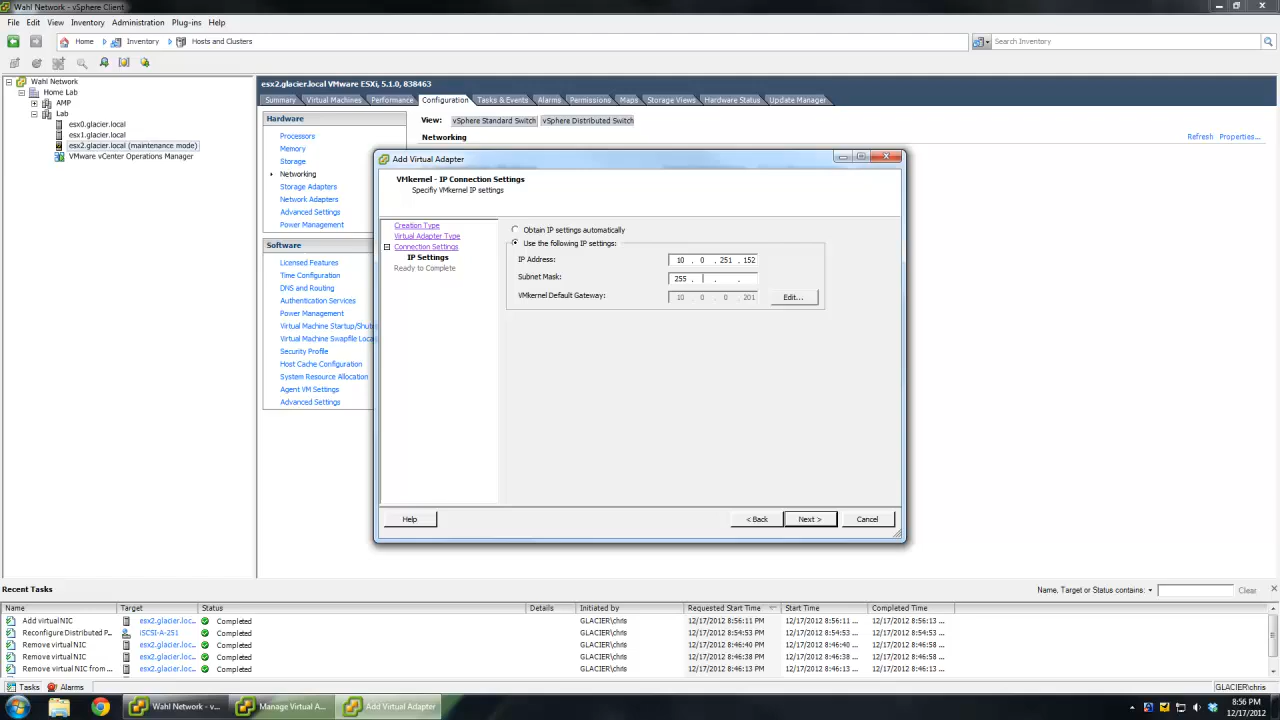 Wahl Network - vSphere Client
File Edit View Inventory Administration Plug-ins Help
Home Inventory Hosts and Clusters
Search Inventory
Wahl Network
Home Lab
AMP
Lab
esx0.glacier.local
esx1.glacier.local
esx2.glacier.local (maintenance mode)
VMware vCenter Operations Manager
esx2.glacier.local VMware ESXi, 5.1.0, 838463
Summary Virtual Machines Performance Configuration Tasks & Events Alarms Permissions Maps Storage Views Hardware Status Update Manager
Hardware
Processors
Memory
Storage
Networking
Storage Adapters
Network Adapters
Advanced Settings
Power Management
Software
Licensed Features
Time Configuration
DNS and Routing
Authentication Services
Power Management
Virtual Machine Startup/Shut
Virtual Machine Swapfile Loca
Security Profile
Host Cache Configuration
System Resource Allocation
Agent VM Settings
Advanced Settings
View: vSphere Standard Switch vSphere Distributed Switch
Networking
Refresh Properties...
Add Virtual Adapter
VMkernel - IP Connection Settings
Specifiy VMkernel IP settings
Creation Type
Virtual Adapter Type
Connection Settings
IP Settings
Ready to Complete
Obtain IP settings automatically
Use the following IP settings:
IP Address: 10 . 0 . 251 . 152
Subnet Mask: 255 . . .
VMkernel Default Gateway: 10 . 0 . 0 . 201 Edit...
Help < Back Next > Cancel
Recent Tasks
Name, Target or Status contains: Clear
Name Target Status Details Initiated by Requested Start Time Start Time Completed Time
Add virtual NIC esx2.glacier.loc... Completed GLACIER\chris 12/17/2012 8:56:11 PM 12/17/2012 8:56:11 ... 12/17/2012 8:56:13 ...
Reconfigure Distributed P... iSCSI-A-251 Completed GLACIER\chris 12/17/2012 8:54:53 PM 12/17/2012 8:54:53 ... 12/17/2012 8:54:53 ...
Remove virtual NIC esx2.glacier.loc... Completed GLACIER\chris 12/17/2012 8:46:40 PM 12/17/2012 8:46:40 ... 12/17/2012 8:46:58 ...
Remove virtual NIC esx2.glacier.loc... Completed GLACIER\chris 12/17/2012 8:46:38 PM 12/17/2012 8:46:38 ... 12/17/2012 8:46:58 ...
Remove virtual NIC from ... esx2.glacier.loc... Completed GLACIER\chris 12/17/2012 8:46:13 PM 12/17/2012 8:46:13 ... 12/17/2012 8:46:13 ...
Tasks Alarms GLACIER\chris
Wahl Network - v... Manage Virtual A... Add Virtual Adapter
8:56 PM
12/17/2012